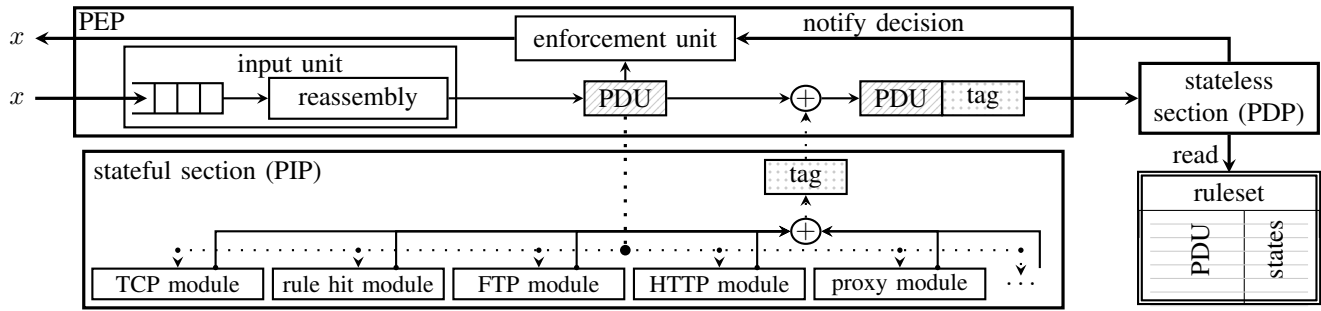 PEP
x
enforcement unit
notify decision
input unit
x
reassembly
PDU
+
PDU
tag
stateless
section (PDP)
read
stateful section (PIP)
tag
+
TCP module
rule hit module
FTP module
HTTP module
proxy module
...
ruleset
PDU
states